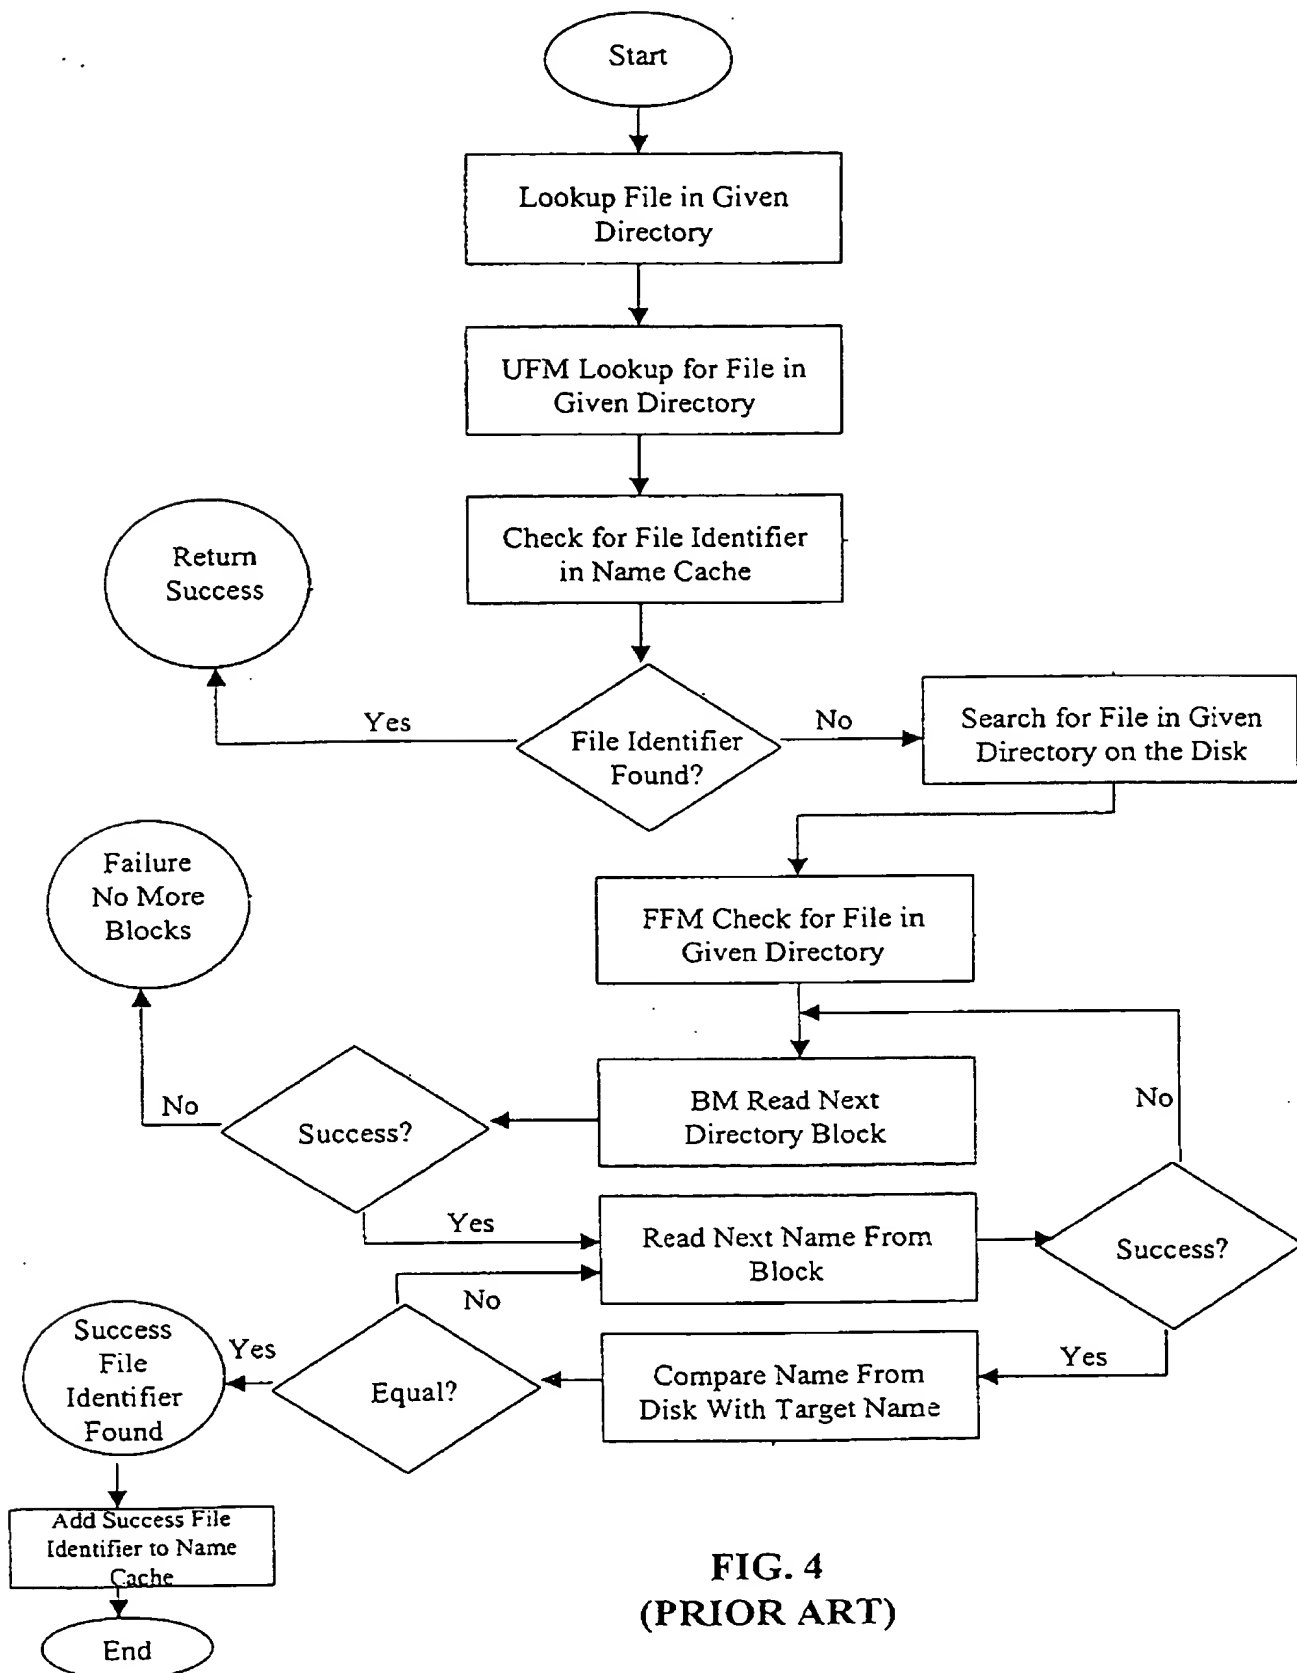 Start
Lookup File in Given
Directory
UFM Lookup for File in
Given Directory
Check for File Identifier
in Name Cache
Return
Success
Yes
File Identifier
Found?
No
Search for File in Given
Directory on the Disk
Failure
No More
Blocks
FFM Check for File in
Given Directory
No
Success?
BM Read Next
Directory Block
No
Yes
Read Next Name From
Block
Success?
No
Success
File
Identifier
Found
Yes
Equal?
Compare Name From
Disk With Target Name
Yes
Add Success File
Identifier to Name
Cache
End
FIG. 4
(PRIOR ART)